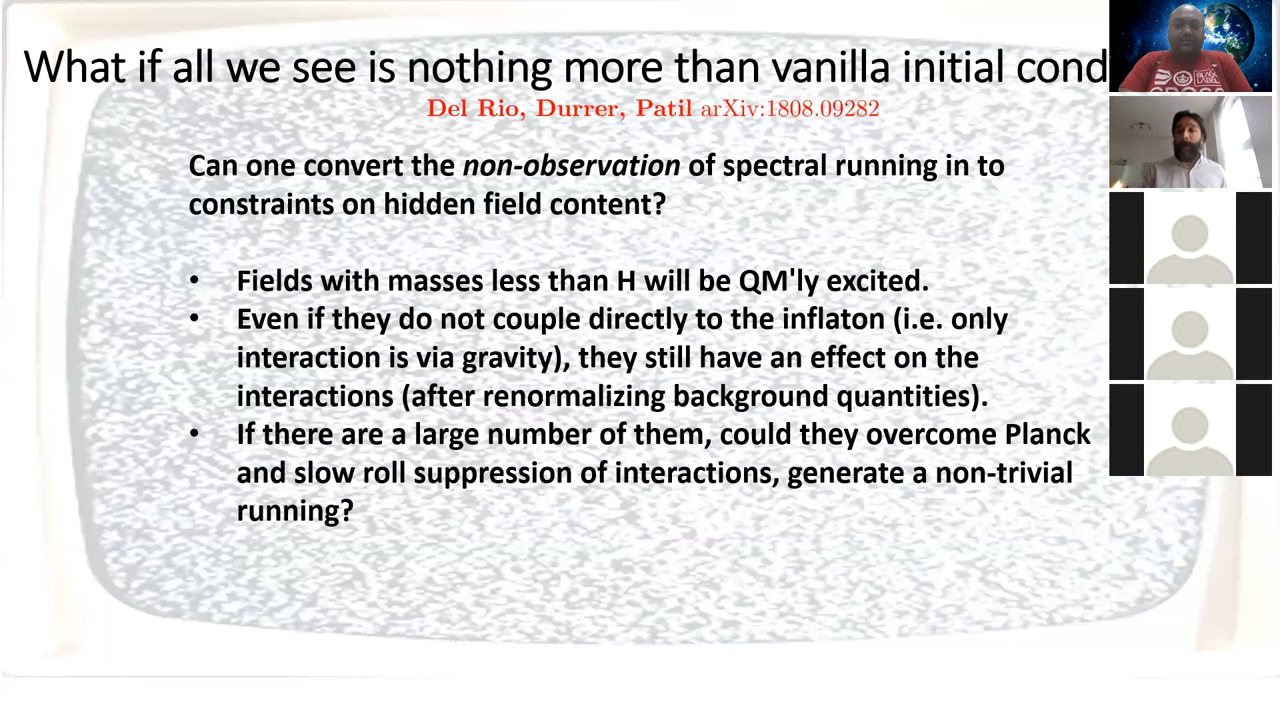 What if all we see is nothing more than vanilla initial cond
Del Rio, Durrer, Patil arXiv:1808.09282
Can one convert the non-observation of spectral running in to
constraints on hidden field content?
• Fields with masses less than H will be QM'ly excited.
• Even if they do not couple directly to the inflaton (i.e. only
interaction is via gravity), they still have an effect on the
interactions (after renormalizing background quantities).
• If there are a large number of them, could they overcome Planck
and slow roll suppression of interactions, generate a non-trivial
running?